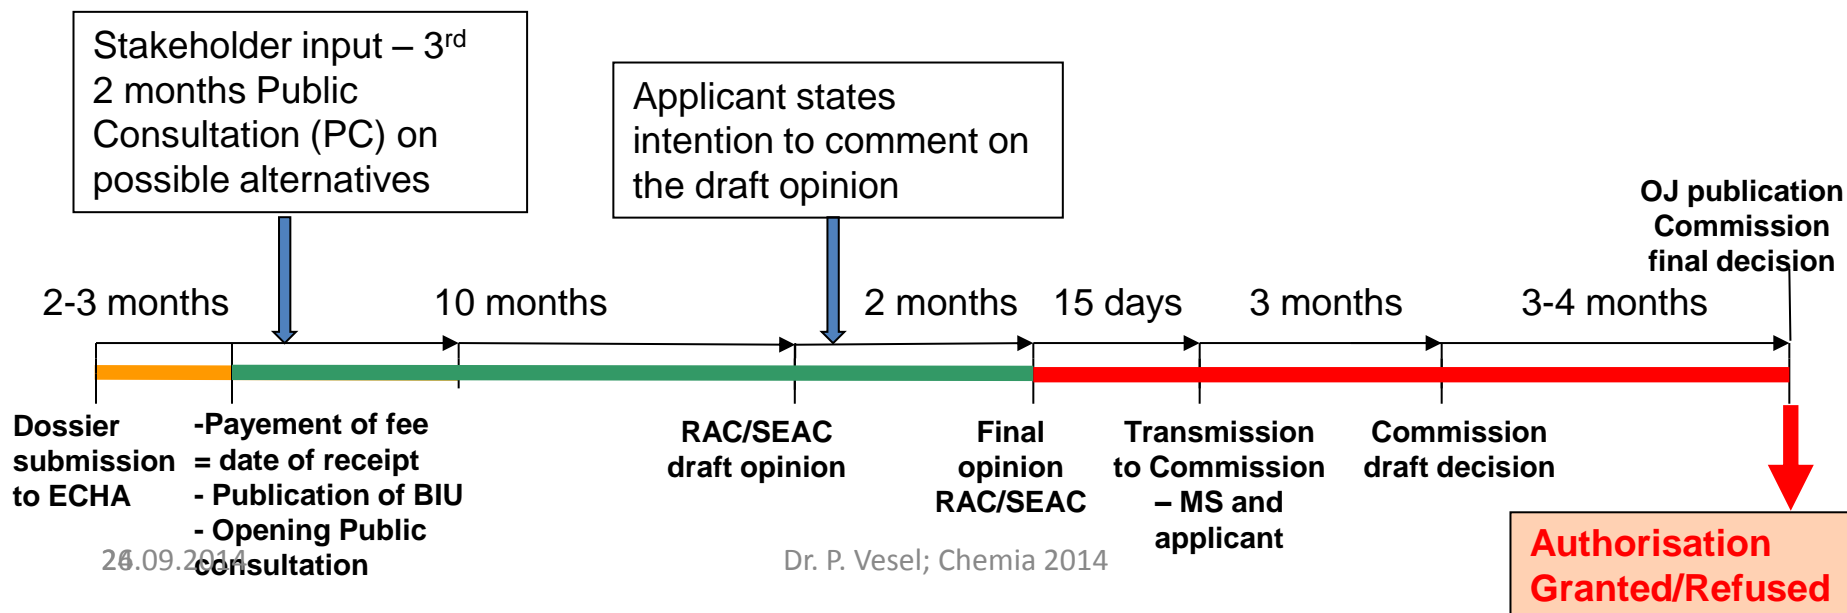 Stakeholder input – 3rd
2 months Public
Consultation (PC) on
possible alternatives
Applicant states
intention to comment on
the draft opinion
OJ publication
Commission
final decision
2-3 months
10 months
2 months
15 days
3 months
3-4 months
Dossier
submission
to ECHA
-Payement of fee
= date of receipt
- Publication of BIU
- Opening Public
consultation
RAC/SEAC
draft opinion
Final
opinion
RAC/SEAC
Transmission
to Commission
– MS and
applicant
Commission
draft decision
Authorisation
Granted/Refused
.09.2014
Dr. P. Vesel; Chemia 2014